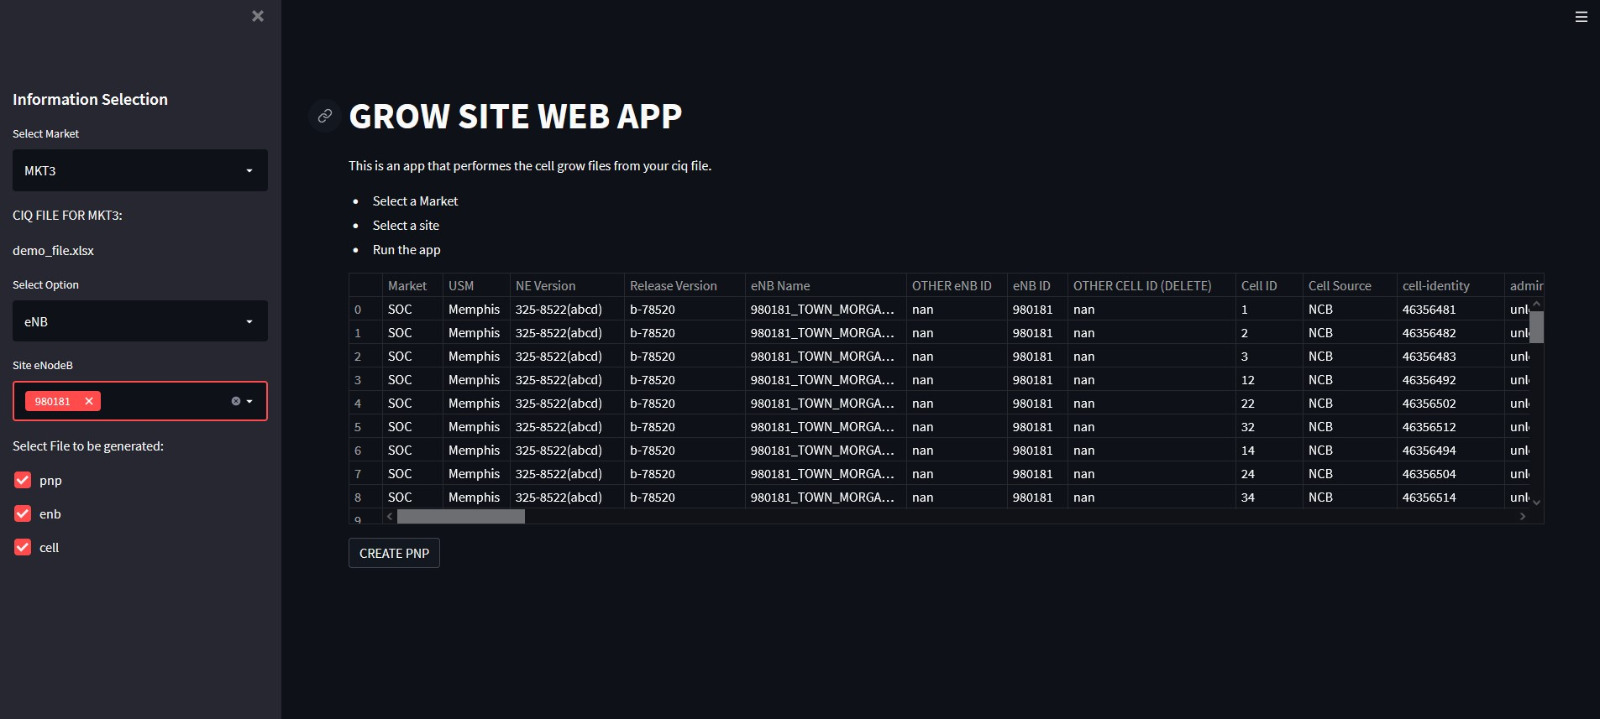 Information Selection
Select Market
MKT3
CIQ FILE FOR MKT3:
demo_file.xlsx
Select Option
eNB
Site eNodeB
980181
Select File to be generated:
pnp
enb
cell
GROW SITE WEB APP
This is an app that performes the cell grow files from your ciq file.
Select a Market
Select a site
Run the app
Market USM NE Version Release Version eNB Name OTHER eNB ID eNB ID OTHER CELL ID (DELETE) Cell ID Cell Source cell-identity
0 SOC Memphis 325-8522(abcd) b-78520 980181_TOWN_MORGA... nan 980181 nan 1 NCB 46356481
1 SOC Memphis 325-8522(abcd) b-78520 980181_TOWN_MORGA... nan 980181 nan 2 NCB 46356482
2 SOC Memphis 325-8522(abcd) b-78520 980181_TOWN_MORGA... nan 980181 nan 3 NCB 46356483
3 SOC Memphis 325-8522(abcd) b-78520 980181_TOWN_MORGA... nan 980181 nan 12 NCB 46356492
4 SOC Memphis 325-8522(abcd) b-78520 980181_TOWN_MORGA... nan 980181 nan 22 NCB 46356502
5 SOC Memphis 325-8522(abcd) b-78520 980181_TOWN_MORGA... nan 980181 nan 32 NCB 46356512
6 SOC Memphis 325-8522(abcd) b-78520 980181_TOWN_MORGA... nan 980181 nan 14 NCB 46356494
7 SOC Memphis 325-8522(abcd) b-78520 980181_TOWN_MORGA... nan 980181 nan 24 NCB 46356504
8 SOC Memphis 325-8522(abcd) b-78520 980181_TOWN_MORGA... nan 980181 nan 34 NCB 46356514
9
CREATE PNP